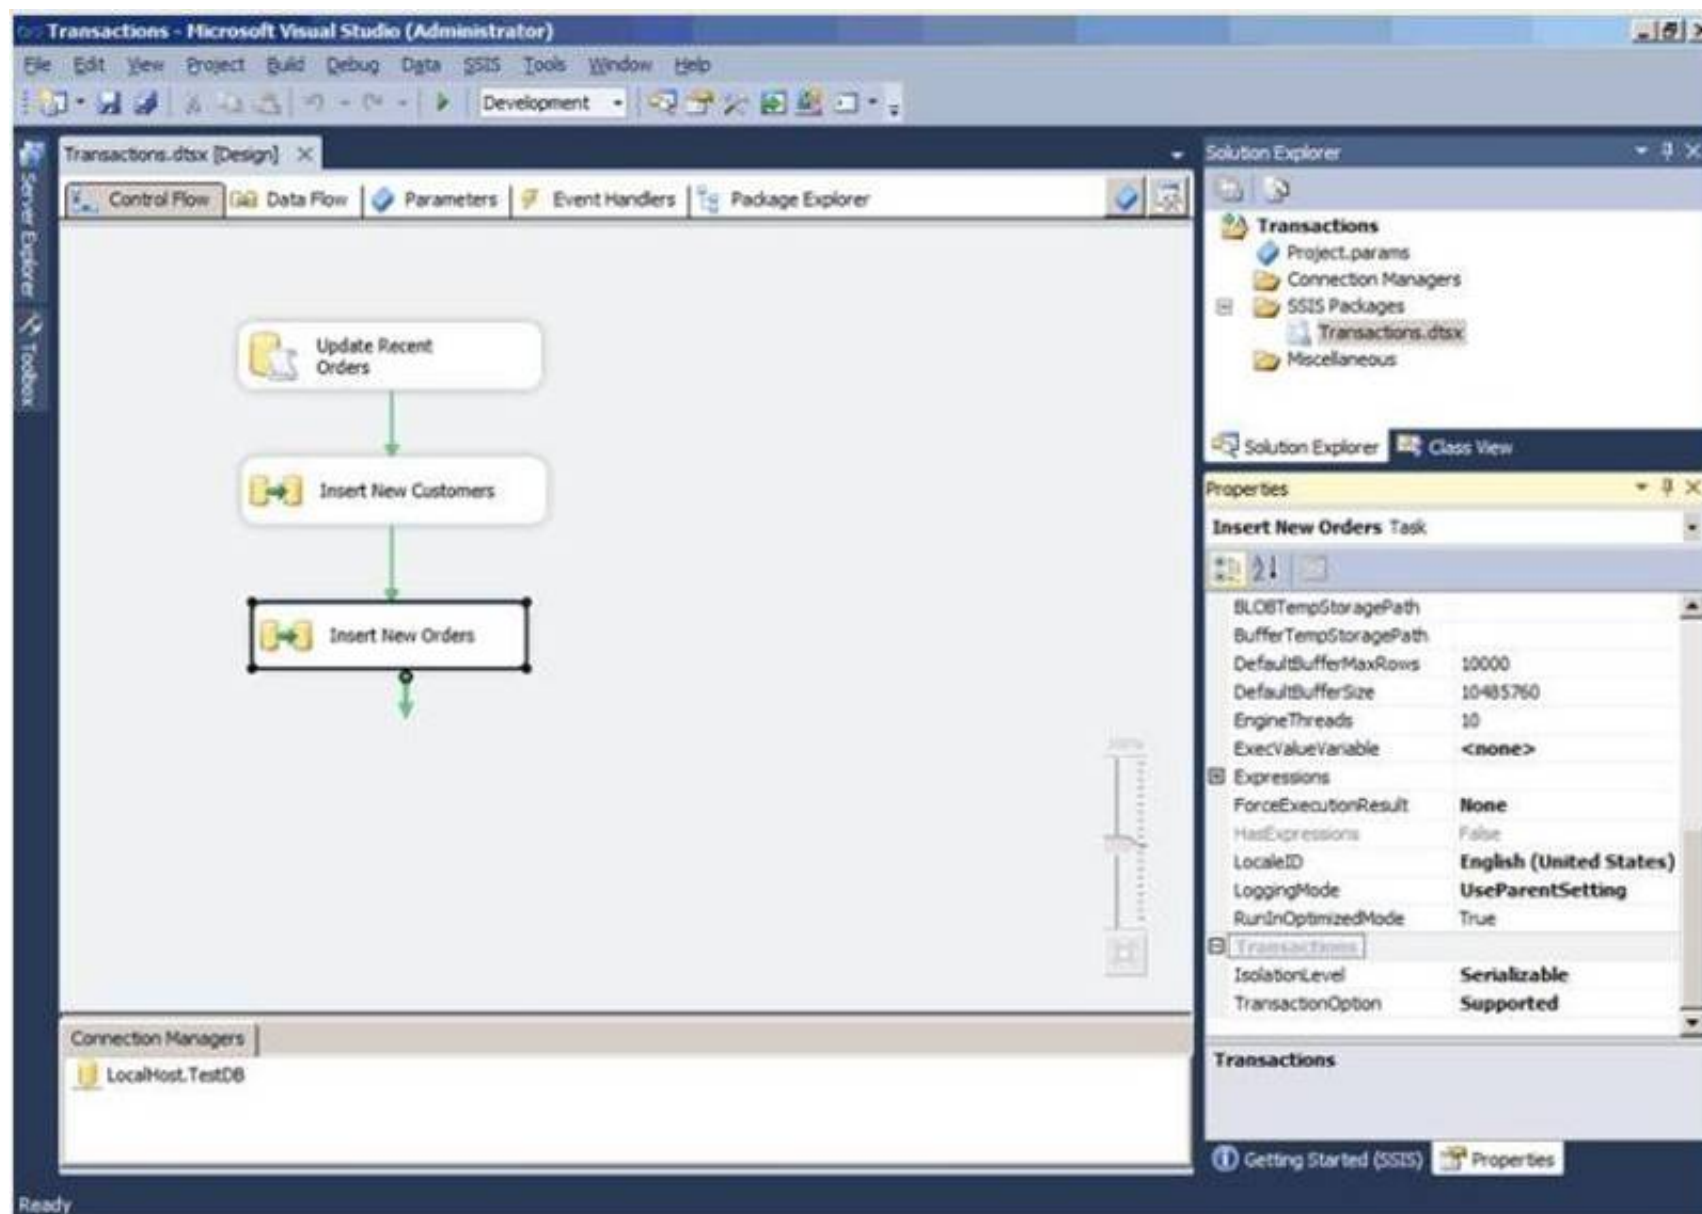 Transactions - Microsoft Visual Studio (Administrator)
File Edit View Project Build Debug Data SSIS Tools Window Help
Development
Server Explorer
Toolbox
Transactions.dtsx [Design]
Control Flow Data Flow Parameters Event Handlers Package Explorer
Update Recent
Orders
Insert New Customers
Insert New Orders
Connection Managers
LocalHost.TestDB
Solution Explorer
Transactions
Project.params
Connection Managers
SSIS Packages
Transactions.dtsx
Miscellaneous
Solution Explorer Class View
Properties
Insert New Orders Task
BLOBTempStoragePath
BufferTempStoragePath
DefaultBufferMaxRows 10000
DefaultBufferSize 10485760
EngineThreads 10
ExecValueVariable <none>
Expressions
ForceExecutionResult None
HasExpressions False
LocaleID English (United States)
LoggingMode UseParentSetting
RunInOptimizedMode True
Transactions
IsolationLevel Serializable
TransactionOption Supported
Transactions
Getting Started (SSIS) Properties
Ready